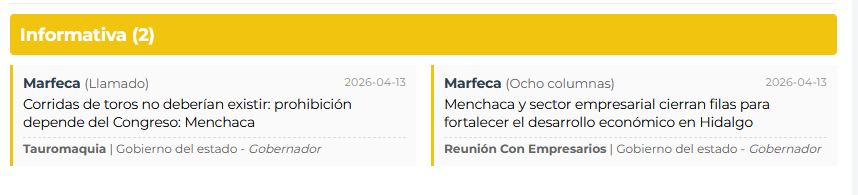 Informativa (2)
Marfeca (Llamado) 2026-04-13
Corridas de toros no deberían existir: prohibición
depende del Congreso: Menchaca
Tauromaquia | Gobierno del estado - Gobernador
Marfeca (Ocho columnas) 2026-04-13
Menchaca y sector empresarial cierran filas para
fortalecer el desarrollo económico en Hidalgo
Reunión Con Empresarios | Gobierno del estado - Gobernador